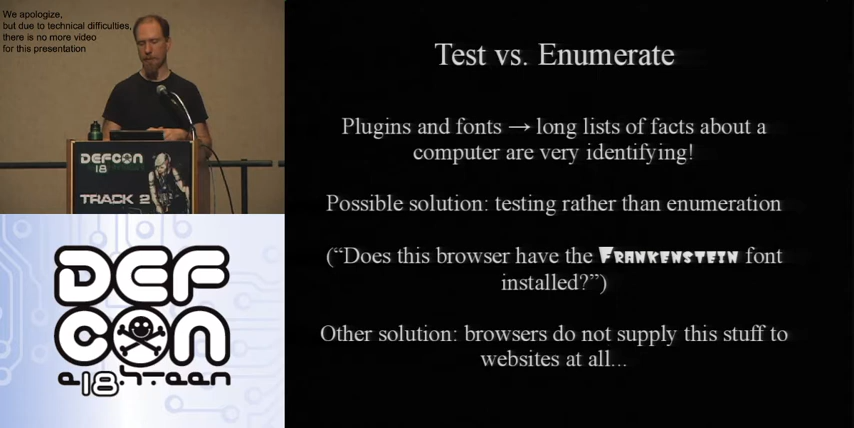 We apologize,
but due to technical difficulties,
there is no more video
for this presentation
DEFCON
18
TRACK 2
DEF
CON
e18h-teen
Test vs. Enumerate
Plugins and fonts → long lists of facts about a
computer are very identifying!
Possible solution: testing rather than enumeration
(“Does this browser have the FRANKENSTEIN font
installed?”)
Other solution: browsers do not supply this stuff to
websites at all...